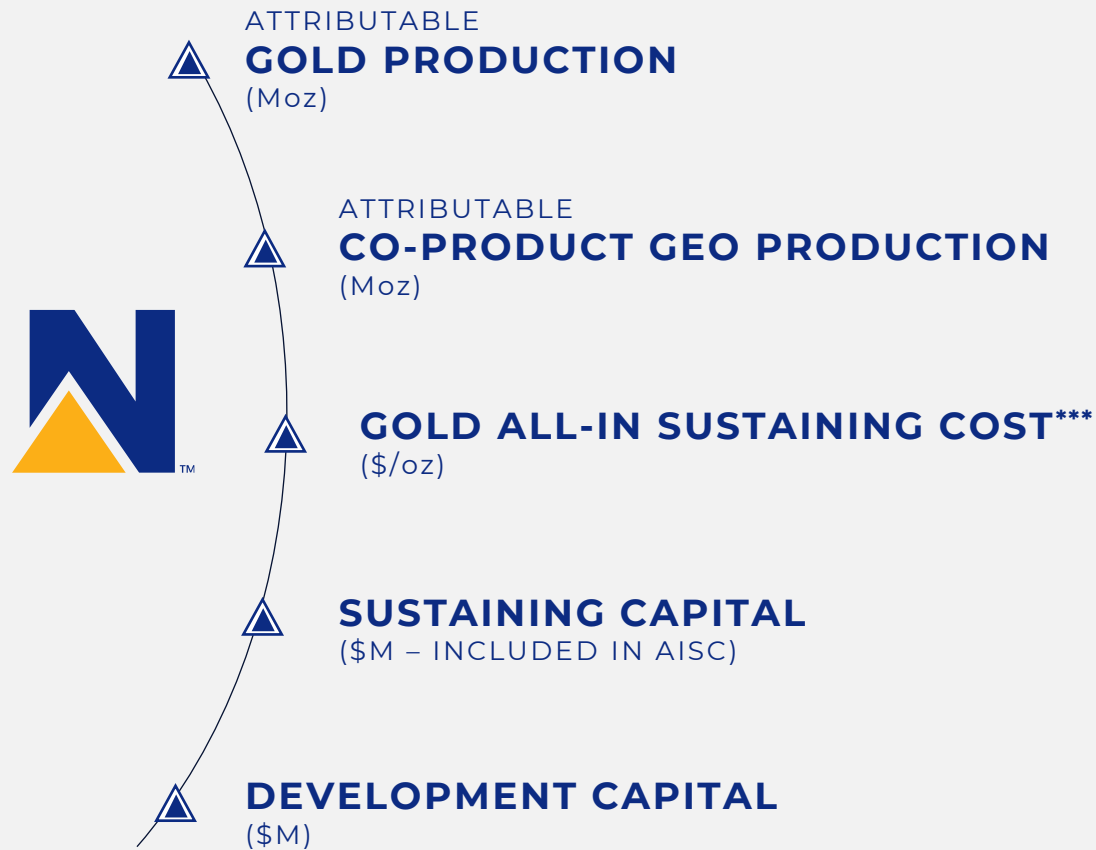 ATTRIBUTABLE
GOLD PRODUCTION
(Moz)
ATTRIBUTABLE
CO-PRODUCT GEO PRODUCTION
(Moz)
N
TM
GOLD ALL-IN SUSTAINING COST***
($/oz)
SUSTAINING CAPITAL
($M – INCLUDED IN AISC)
DEVELOPMENT CAPITAL
($M)